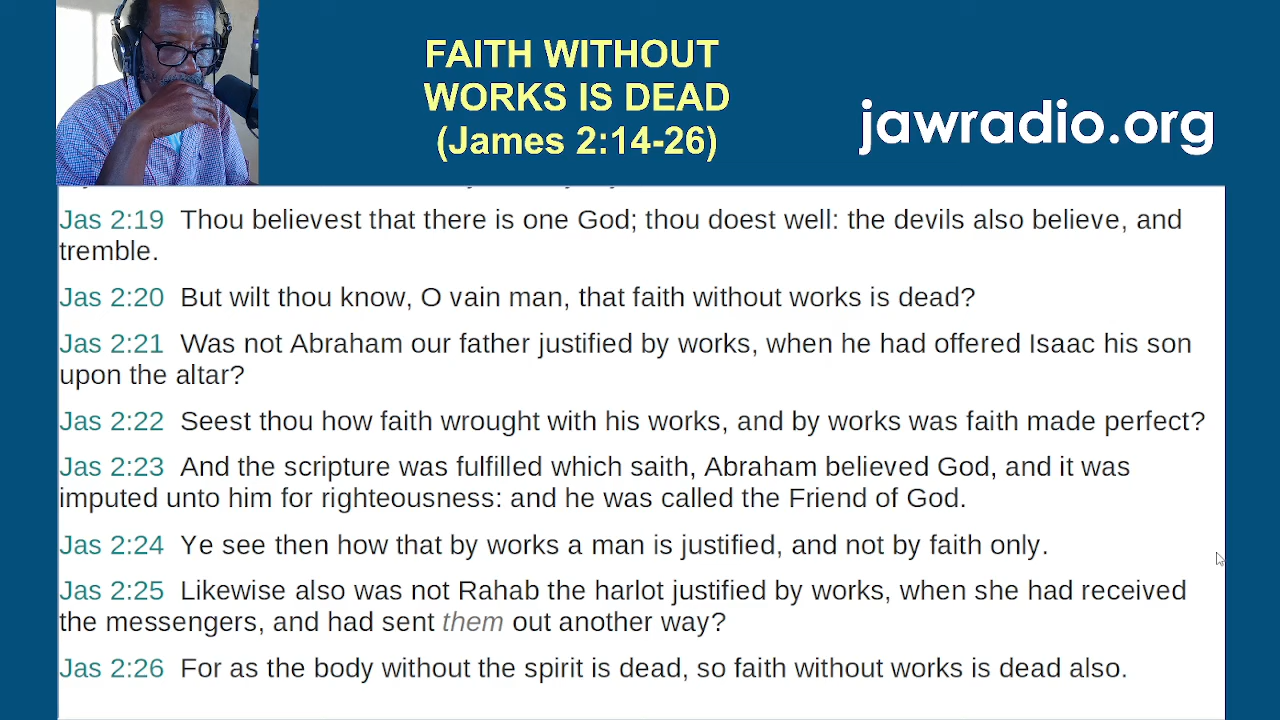 FAITH WITHOUT
WORKS IS DEAD
(James 2:14-26)
jawradio.org
Jas 2:19 Thou believest that there is one God; thou doest well: the devils also believe, and
tremble.
Jas 2:20 But wilt thou know, O vain man, that faith without works is dead?
Jas 2:21 Was not Abraham our father justified by works, when he had offered Isaac his son
upon the altar?
Jas 2:22 Seest thou how faith wrought with his works, and by works was faith made perfect?
Jas 2:23 And the scripture was fulfilled which saith, Abraham believed God, and it was
imputed unto him for righteousness: and he was called the Friend of God.
Jas 2:24 Ye see then how that by works a man is justified, and not by faith only.
Jas 2:25 Likewise also was not Rahab the harlot justified by works, when she had received
the messengers, and had sent them out another way?
Jas 2:26 For as the body without the spirit is dead, so faith without works is dead also.